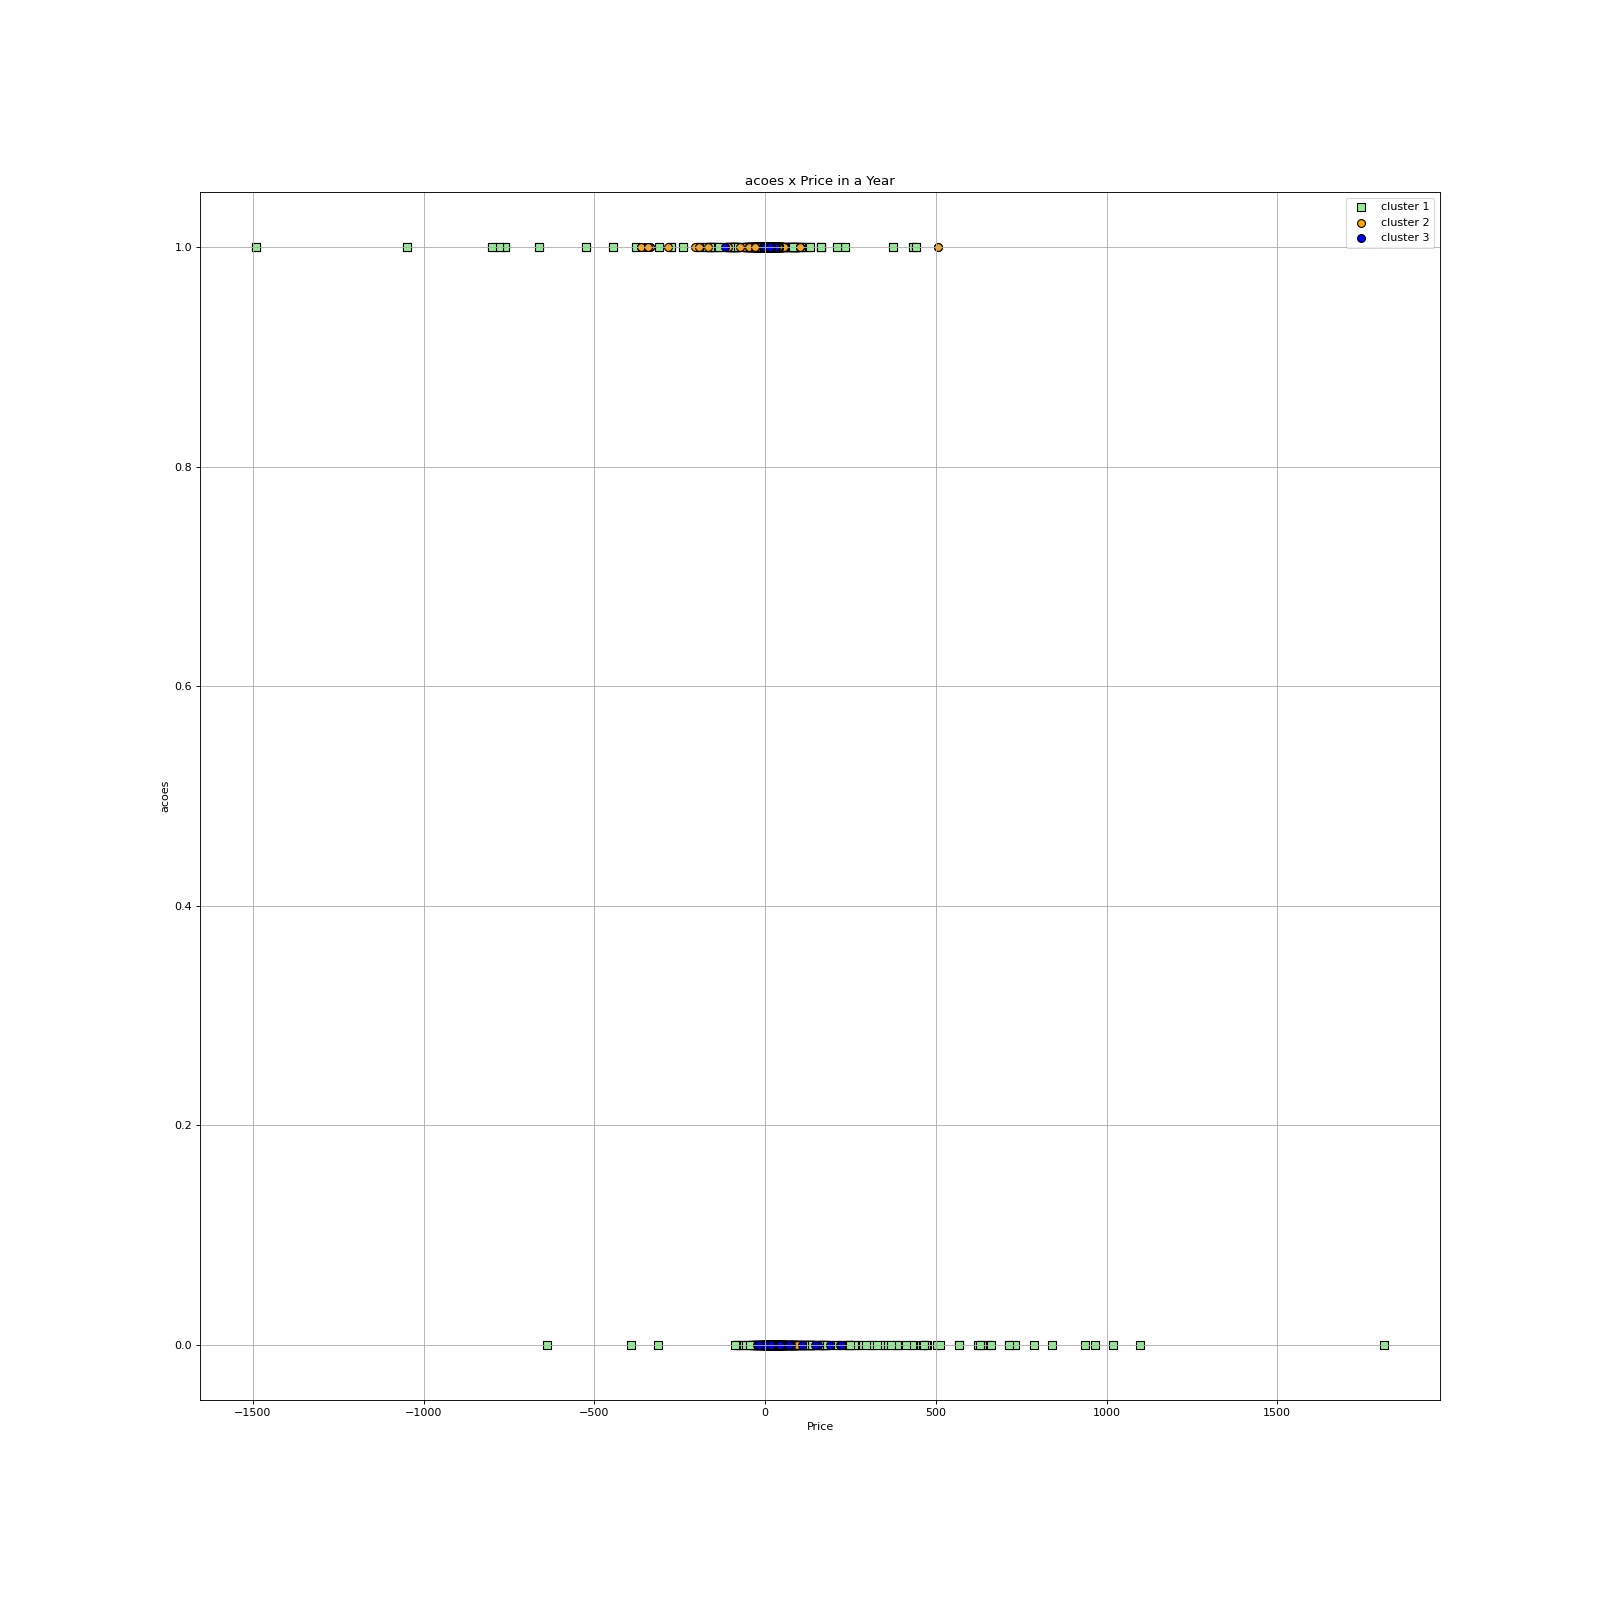 acoes x Price in a Year
cluster 1
cluster 2
cluster 3
1.0
0.8
0.6
0.4
0.2
0.0
acoes
−1500
−1000
−500
0
500
1000
1500
Price